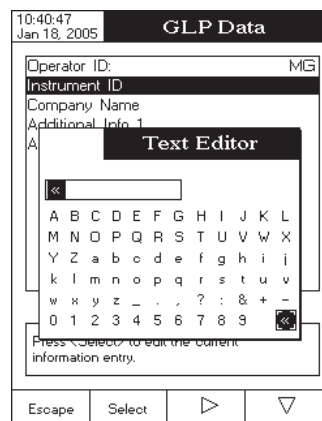 10:40:47
Jan 18, 2005
GLP Data
Operator ID: MG
Instrument ID
Company Name
Additional Info 1
A
Text Editor
«
A B C D E F G H I J K L
M N O P Q R S T U V W X
Y Z a b c d e f g h i j
k l m n o p q r s t u v
w x y z _ . , ? : & + -
0 1 2 3 4 5 6 7 8 9 «
Press <Select> to edit the current
information entry.
Escape Select ▷ ▽